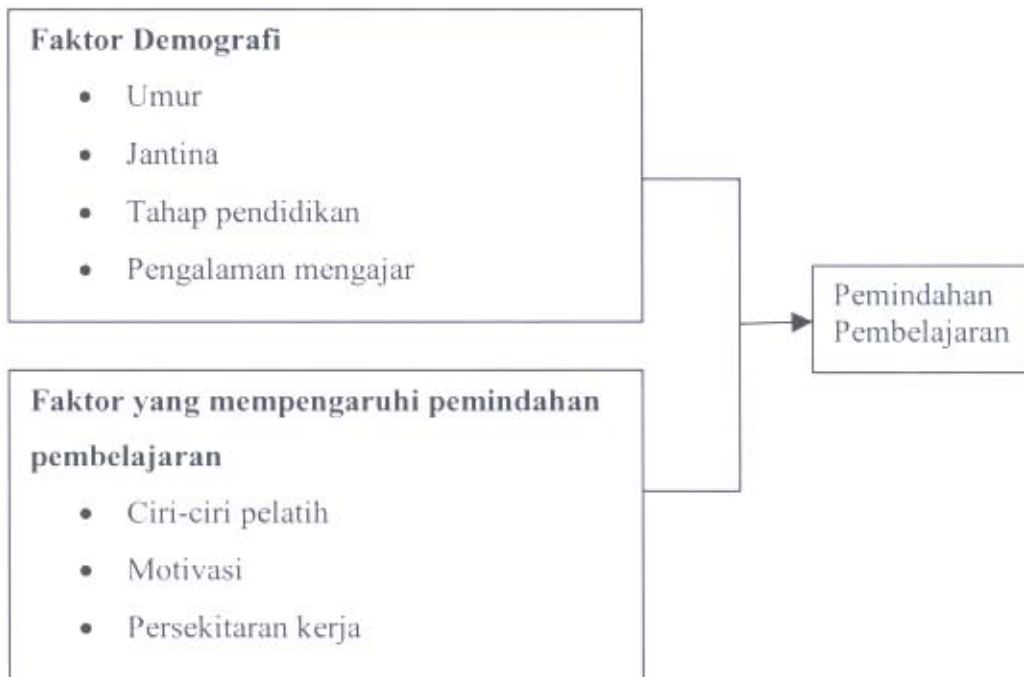 Faktor Demografi
• Umur
• Jantina
• Tahap pendidikan
• Pengalaman mengajar
Pemindahan
Pembelajaran
Faktor yang mempengaruhi pemindahan
pembelajaran
• Ciri-ciri pelatih
• Motivasi
• Persekitaran kerja